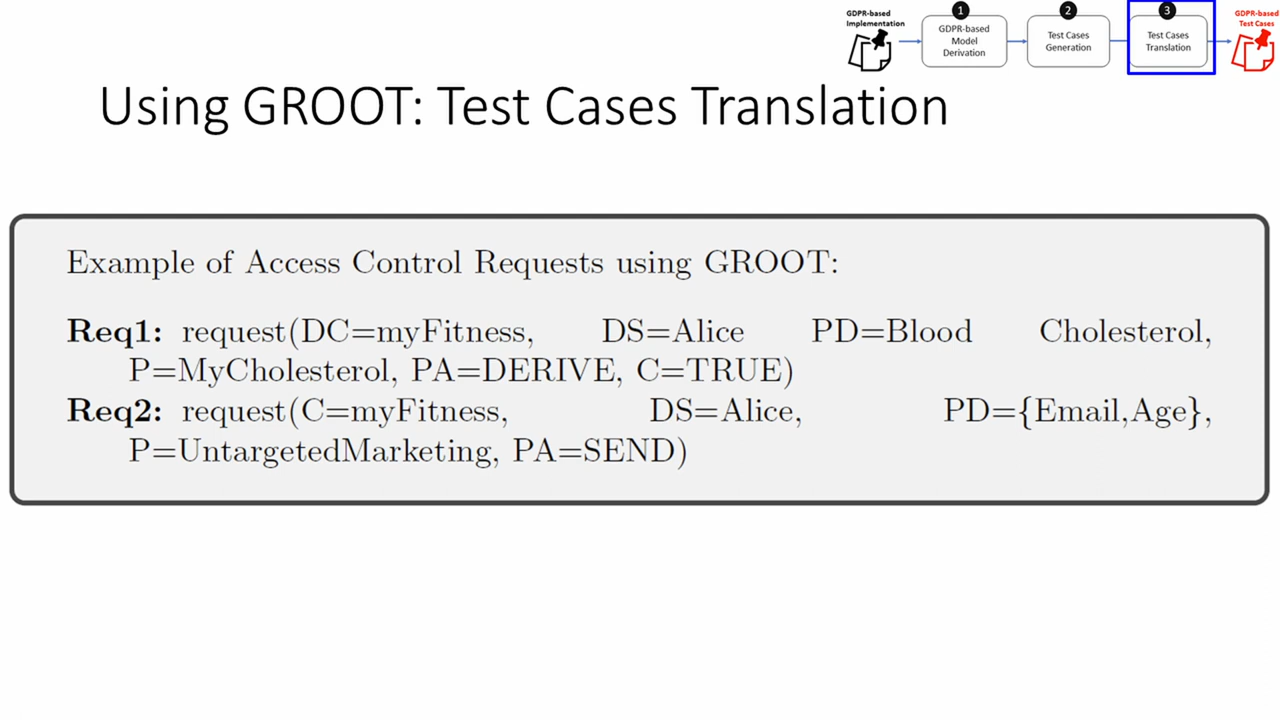 GDPR-based
Implementation
1
GDPR-based
Model
Derivation
2
Test Cases
Generation
3
Test Cases
Translation
GDPR-based
Test Cases
Using GROOT: Test Cases Translation
Example of Access Control Requests using GROOT:
Req1: request(DC=myFitness, DS=Alice PD=Blood Cholesterol,
P=MyCholesterol, PA=DERIVE, C=TRUE)
Req2: request(C=myFitness, DS=Alice, PD={Email,Age},
P=UntargetedMarketing, PA=SEND)